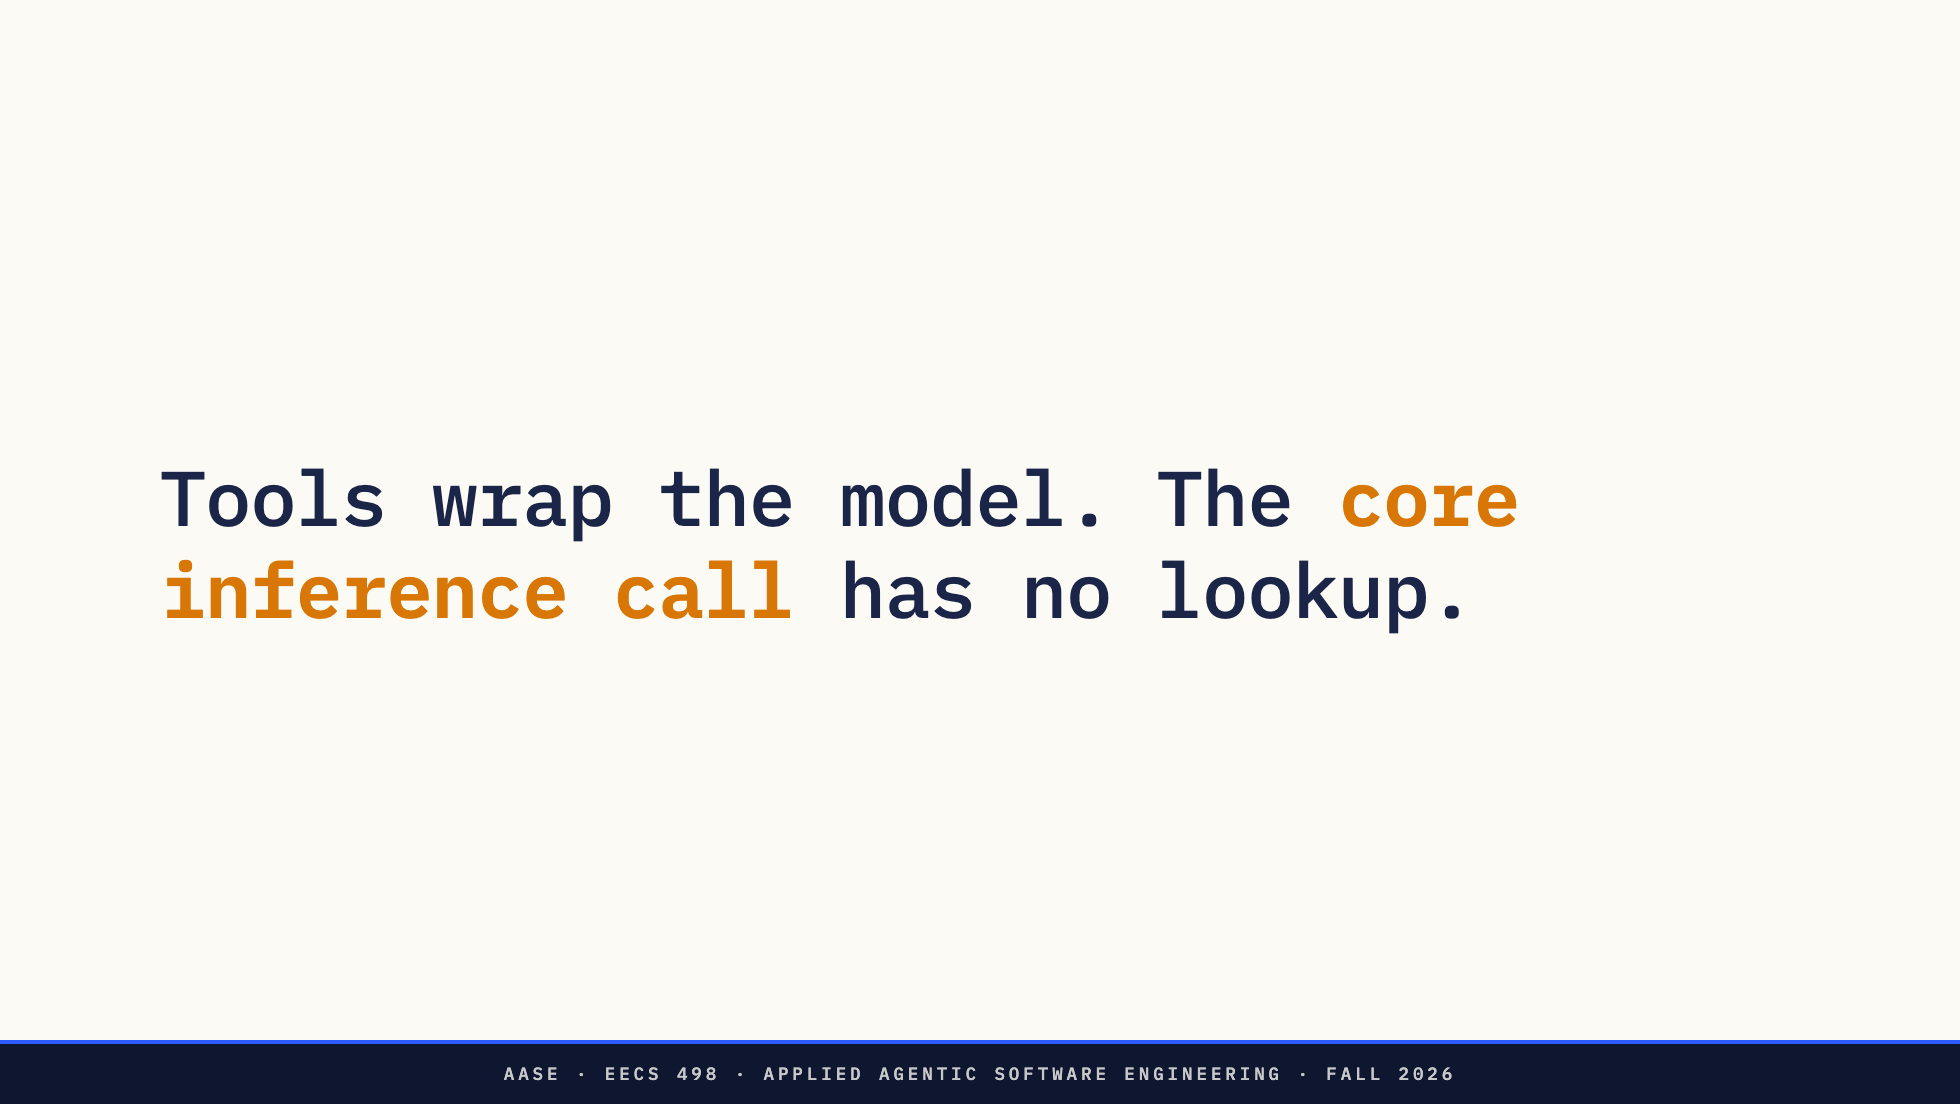 Tools wrap the model. The core
inference call has no lookup.
AASE · EECS 498 · APPLIED AGENTIC SOFTWARE ENGINEERING · FALL 2026